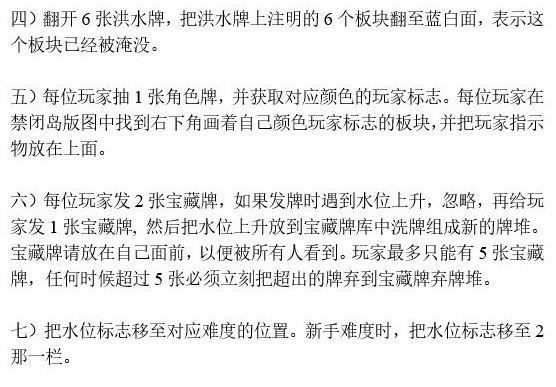 四）翻开 6 张洪水牌，把洪水牌上注明的 6 个板块翻至蓝白面，表示这
个板块已经被淹没。
五）每位玩家抽 1 张角色牌，并获取对应颜色的玩家标志。每位玩家在
禁闭岛版图中找到右下角画着自己颜色玩家标志的板块，并把玩家指示
物放在上面。
六）每位玩家发 2 张宝藏牌，如果发牌时遇到水位上升，忽略，再给玩
家发 1 张宝藏牌, 然后把水位上升放到宝藏牌库中洗牌组成新的牌堆。
宝藏牌请放在自己面前，以便被所有人看到。玩家最多只能有 5 张宝藏
牌，任何时候超过 5 张必须立刻把超出的牌弃到宝藏牌弃牌堆。
七）把水位标志移至对应难度的位置。新手难度时，把水位标志移至 2
那一栏。